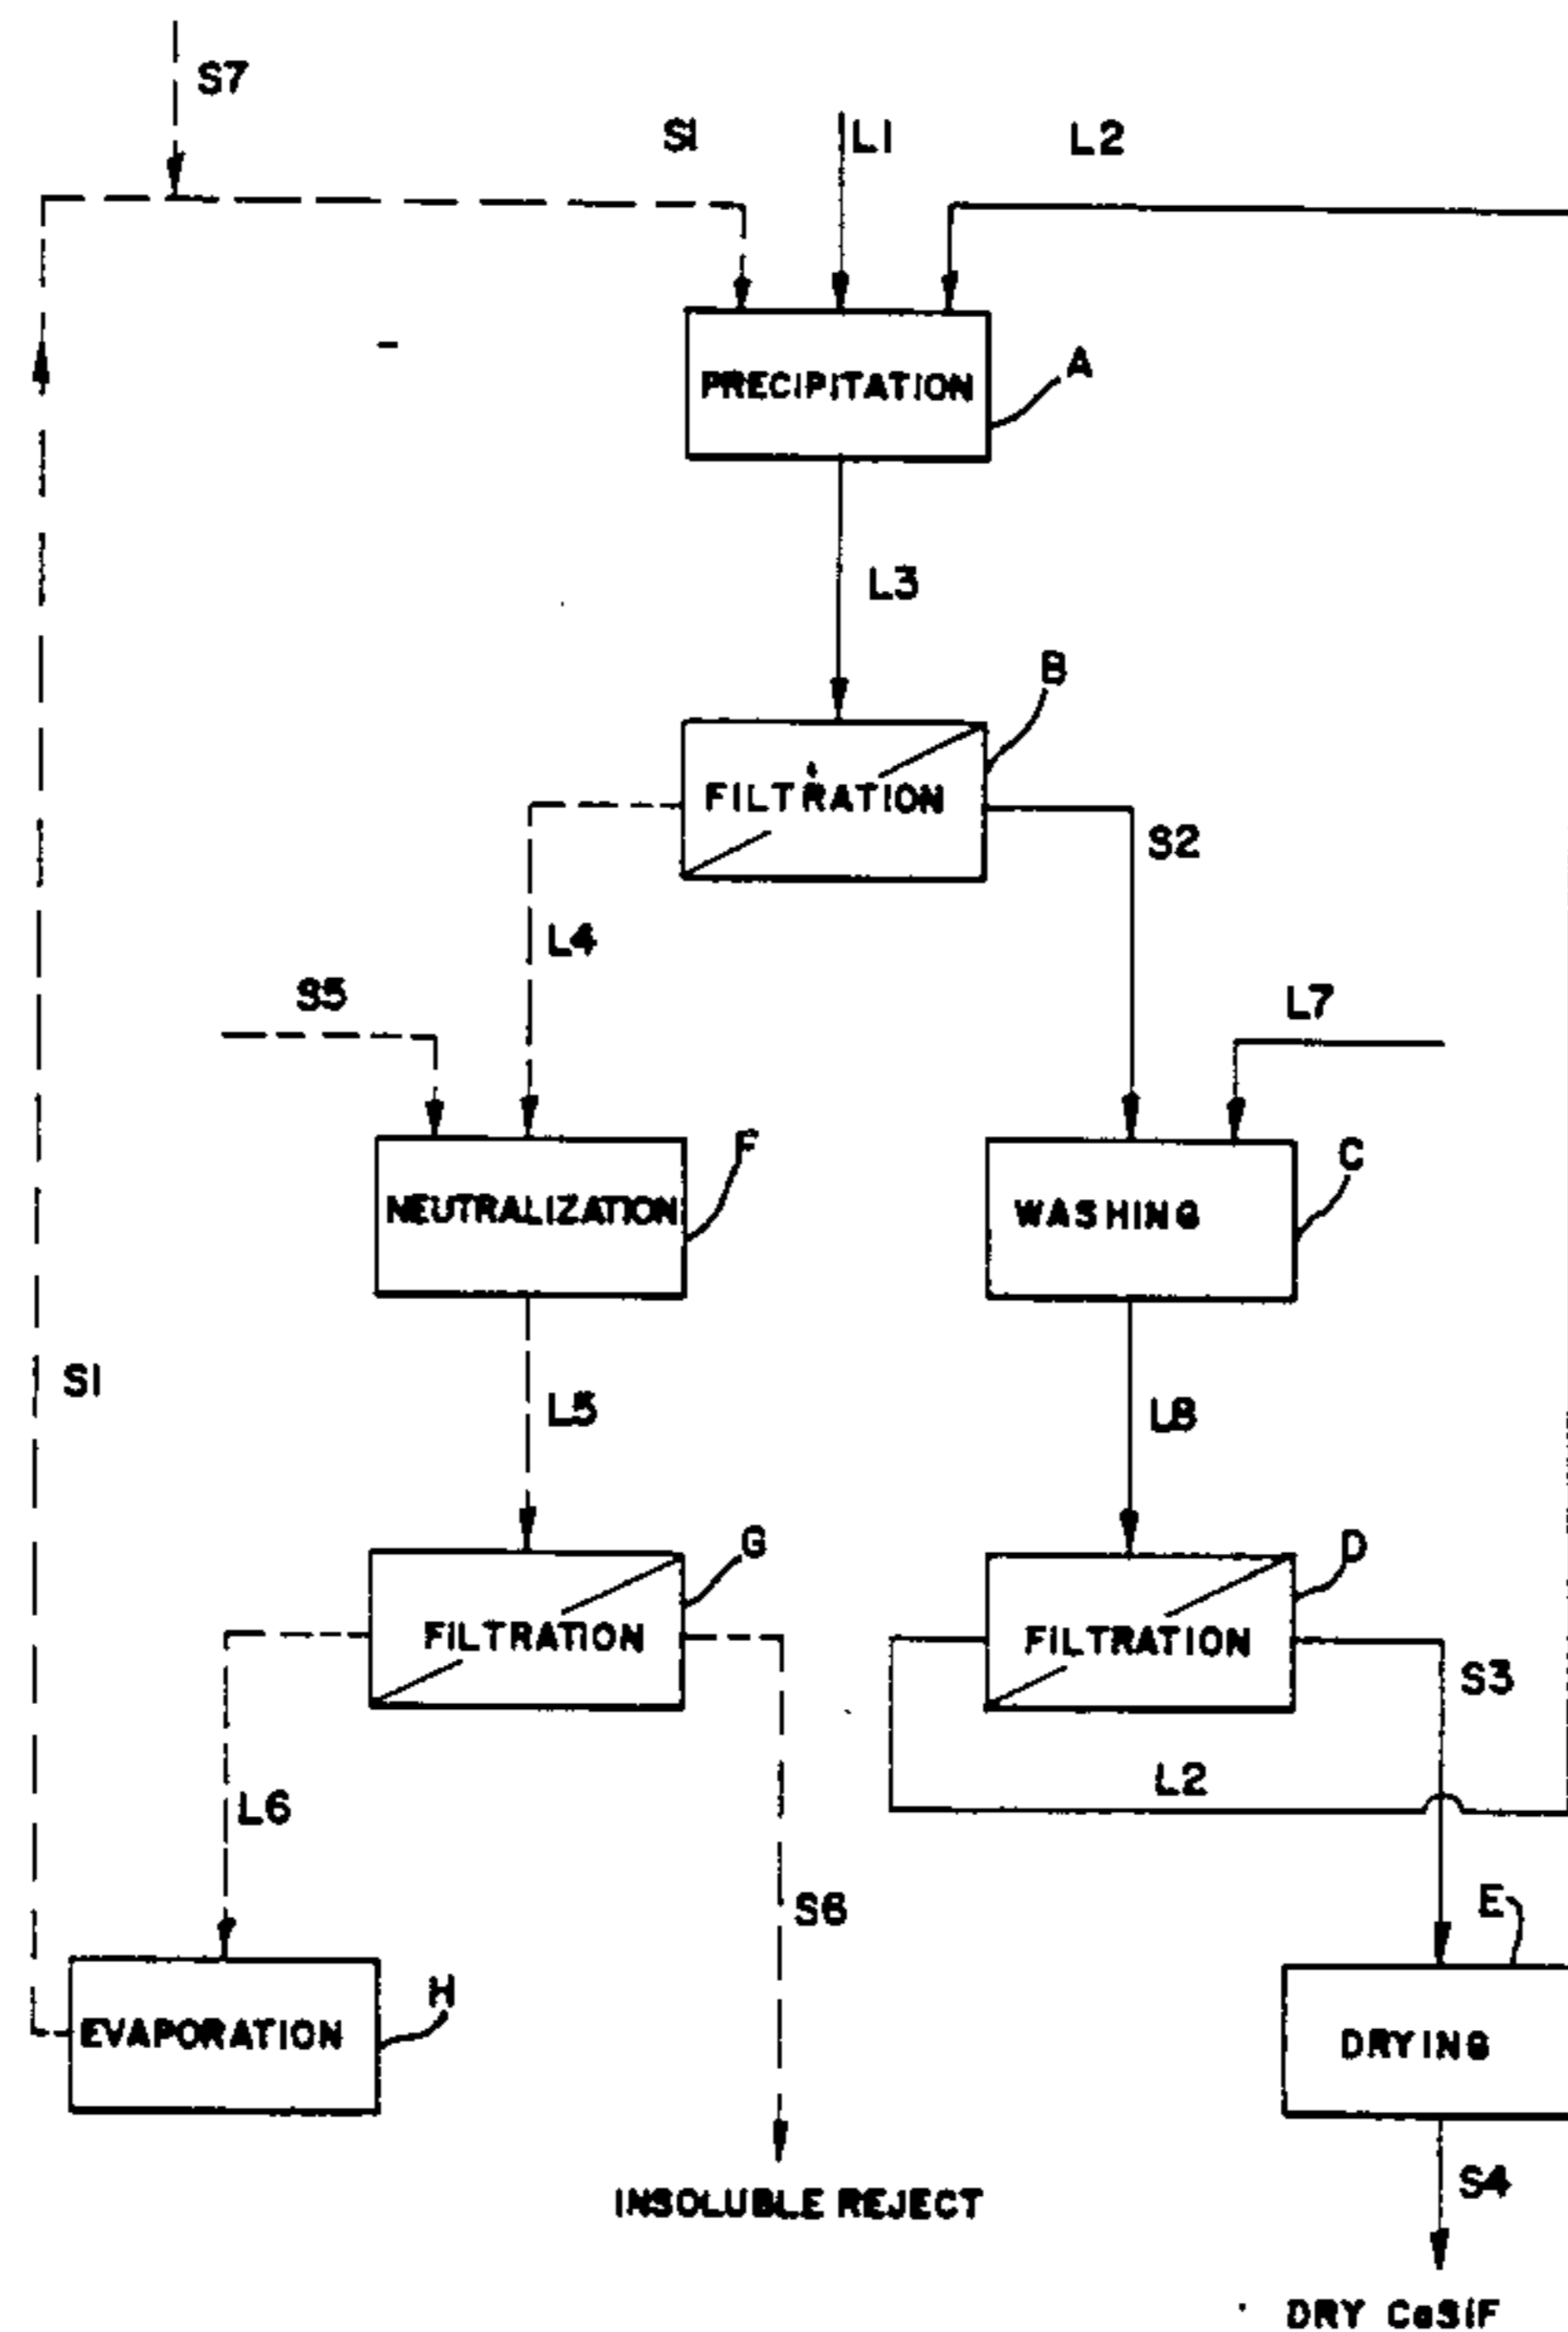 S7
S1
L1
L2
PRECIPITATION
A
L3
B
FILTRATION
S2
L4
S5
L7
NEUTRALIZATION
F
WASHING
C
S1
L5
L8
G
D
FILTRATION
FILTRATION
S3
L2
L6
S6
E
H
EVAPORATION
DRYING
S4
INSOLUBLE REJECT
DRY CaSiF